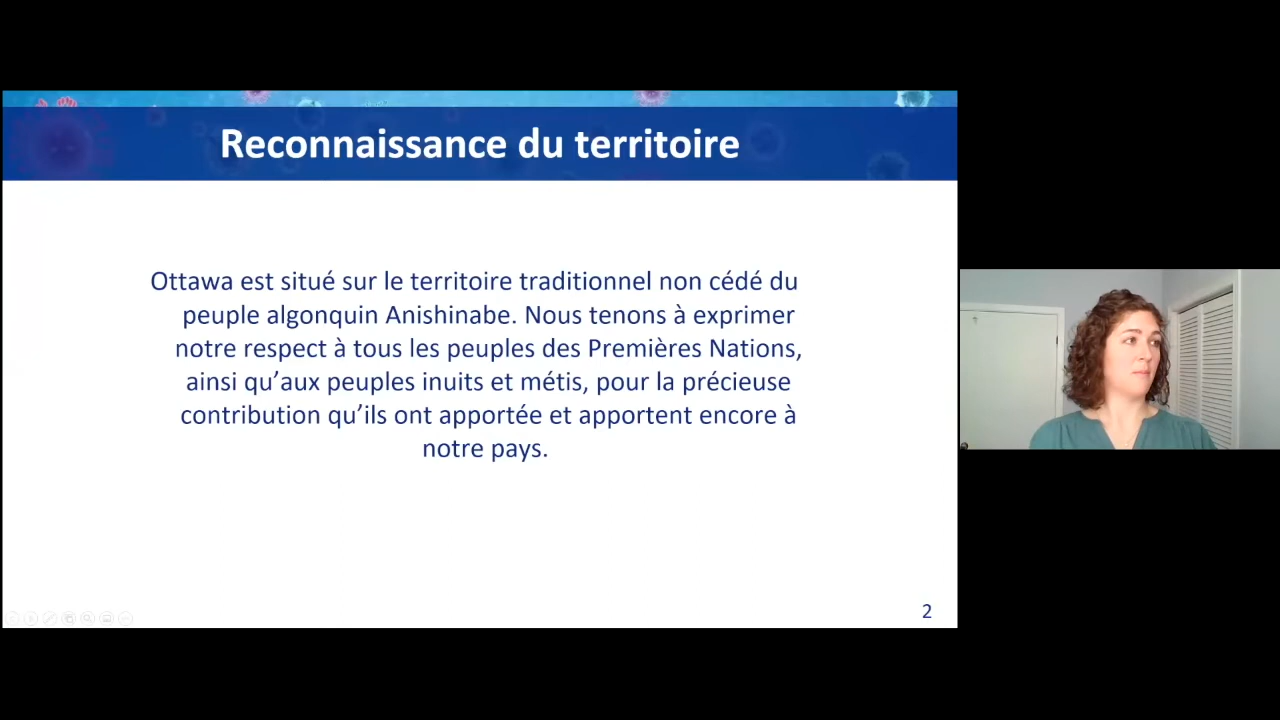 Reconnaissance du territoire
Ottawa est situé sur le territoire traditionnel non cédé du
peuple algonquin Anishinabe. Nous tenons à exprimer
notre respect à tous les peuples des Premières Nations,
ainsi qu’aux peuples inuits et métis, pour la précieuse
contribution qu’ils ont apportée et apportent encore à
notre pays.
2